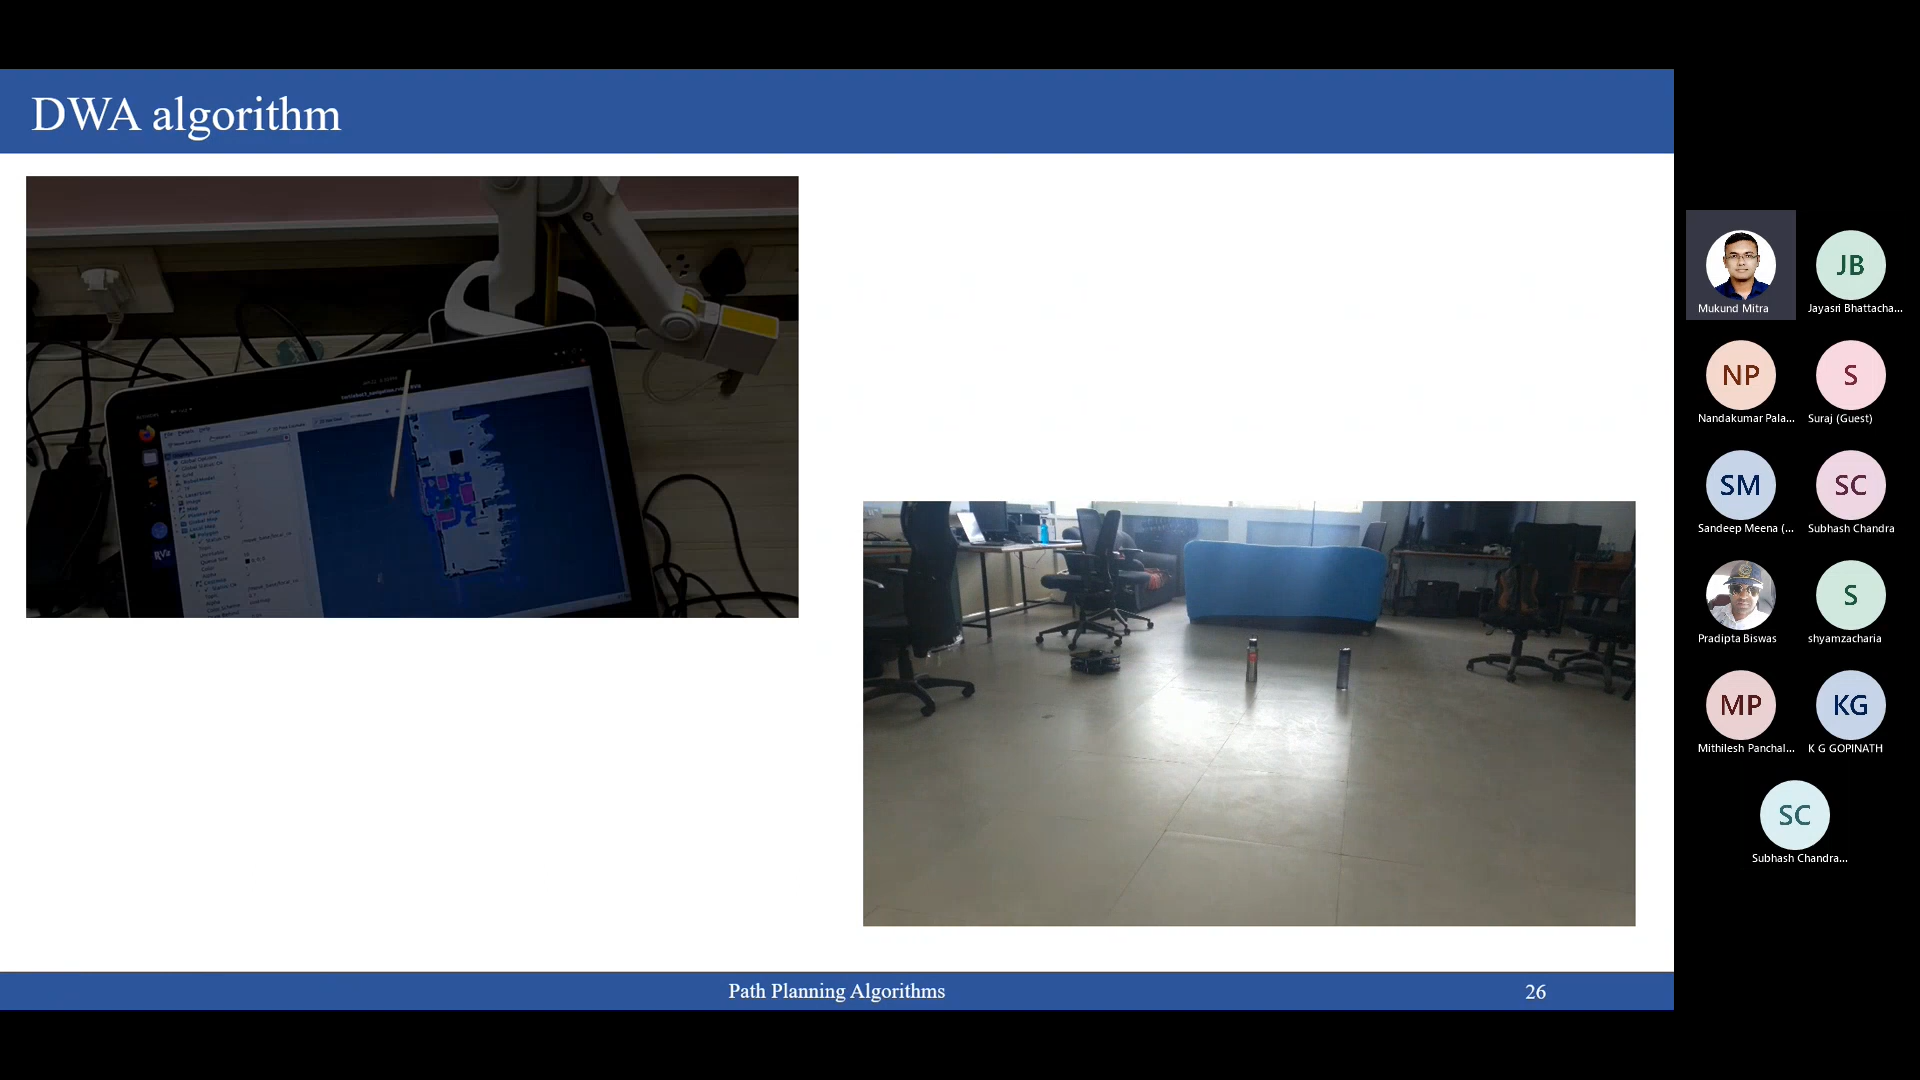 DWA algorithm
JB
Mukund Mitra
Jayasri Bhattacha...
NP
S
Nandakumar Pala...
Suraj (Guest)
SM
SC
Sandeep Meena (...
Subhash Chandra
S
Pradipta Biswas
shyamzacharia
MP
KG
Mithilesh Panchal...
K G GOPINATH
SC
Subhash Chandra...
Path Planning Algorithms
26